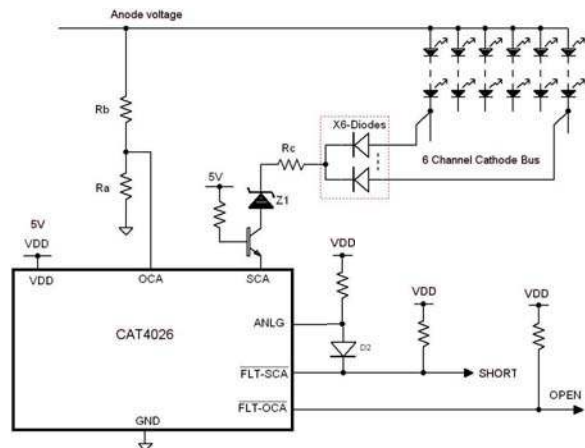 Anode voltage
Rb
X6-Diodes
Rc
6 Channel Cathode Bus
Ra
5V
Z1
5V
VDD
VDD
OCA
SCA
VDD
VDD
VDD
ANLG
CAT4026
D2
FLT-SCA
SHORT
OPEN
FLT-OCA
GND